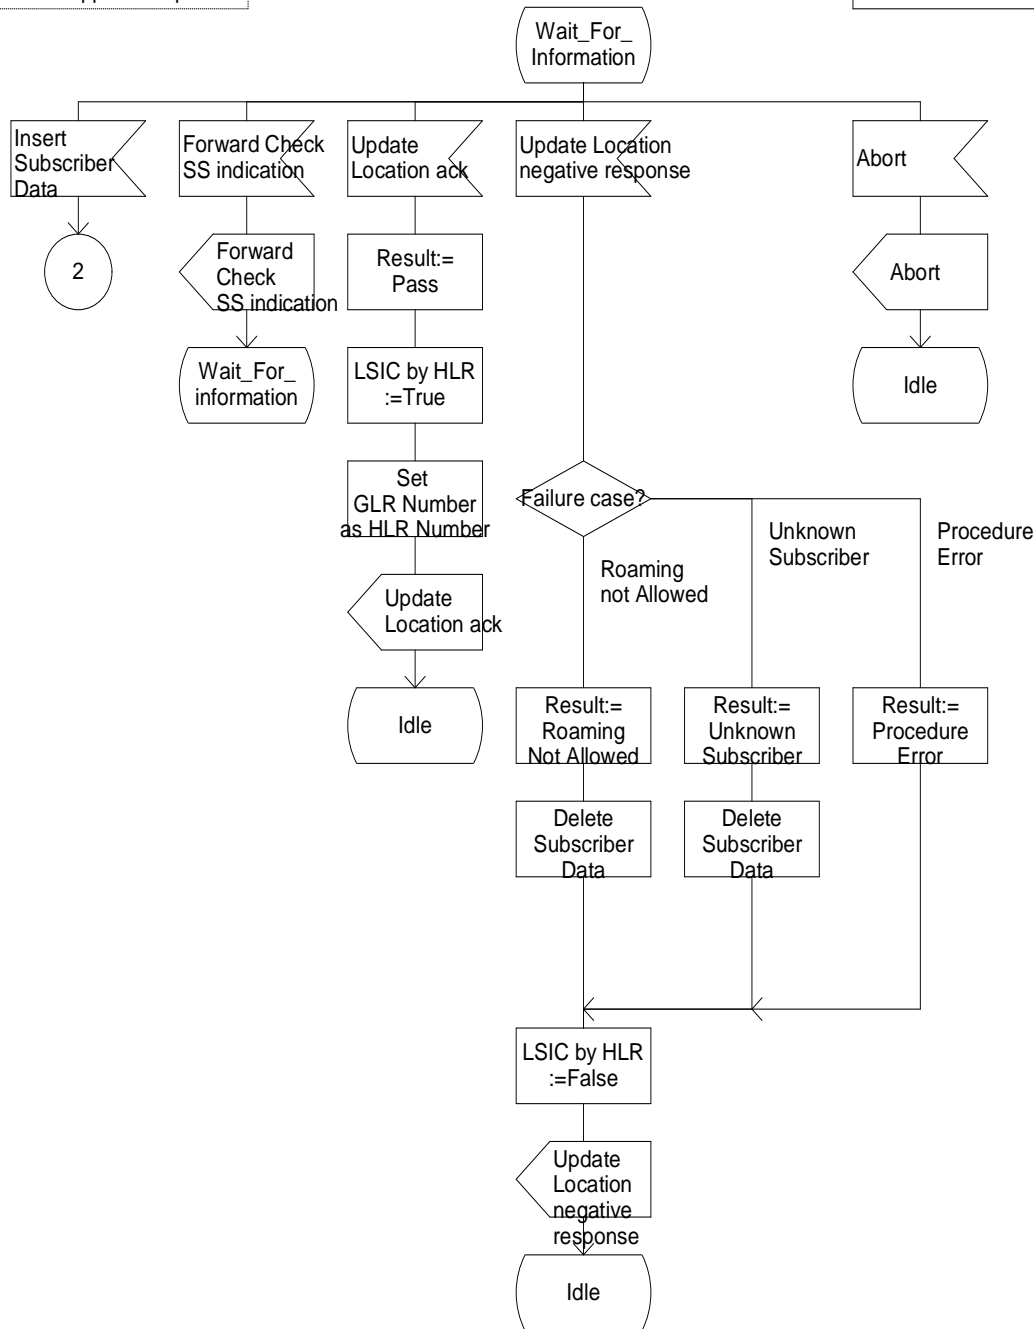 Wait_For_
Information
Insert
Subscriber
Data
Forward Check
SS indication
Update
Location ack
Update Location
negative response
Abort
2
Forward
Check
SS indication
Result:=
Pass
Abort
Wait_For_
information
LSIC by HLR
:=True
Idle
Set
GLR Number
as HLR Number
Failure case?
Unknown
Subscriber
Procedure
Error
Roaming
not Allowed
Update
Location ack
Idle
Result:=
Roaming
Not Allowed
Result:=
Unknown
Subscriber
Result:=
Procedure
Error
Delete
Subscriber
Data
Delete
Subscriber
Data
LSIC by HLR
:=False
Update
Location
negative
response
Idle